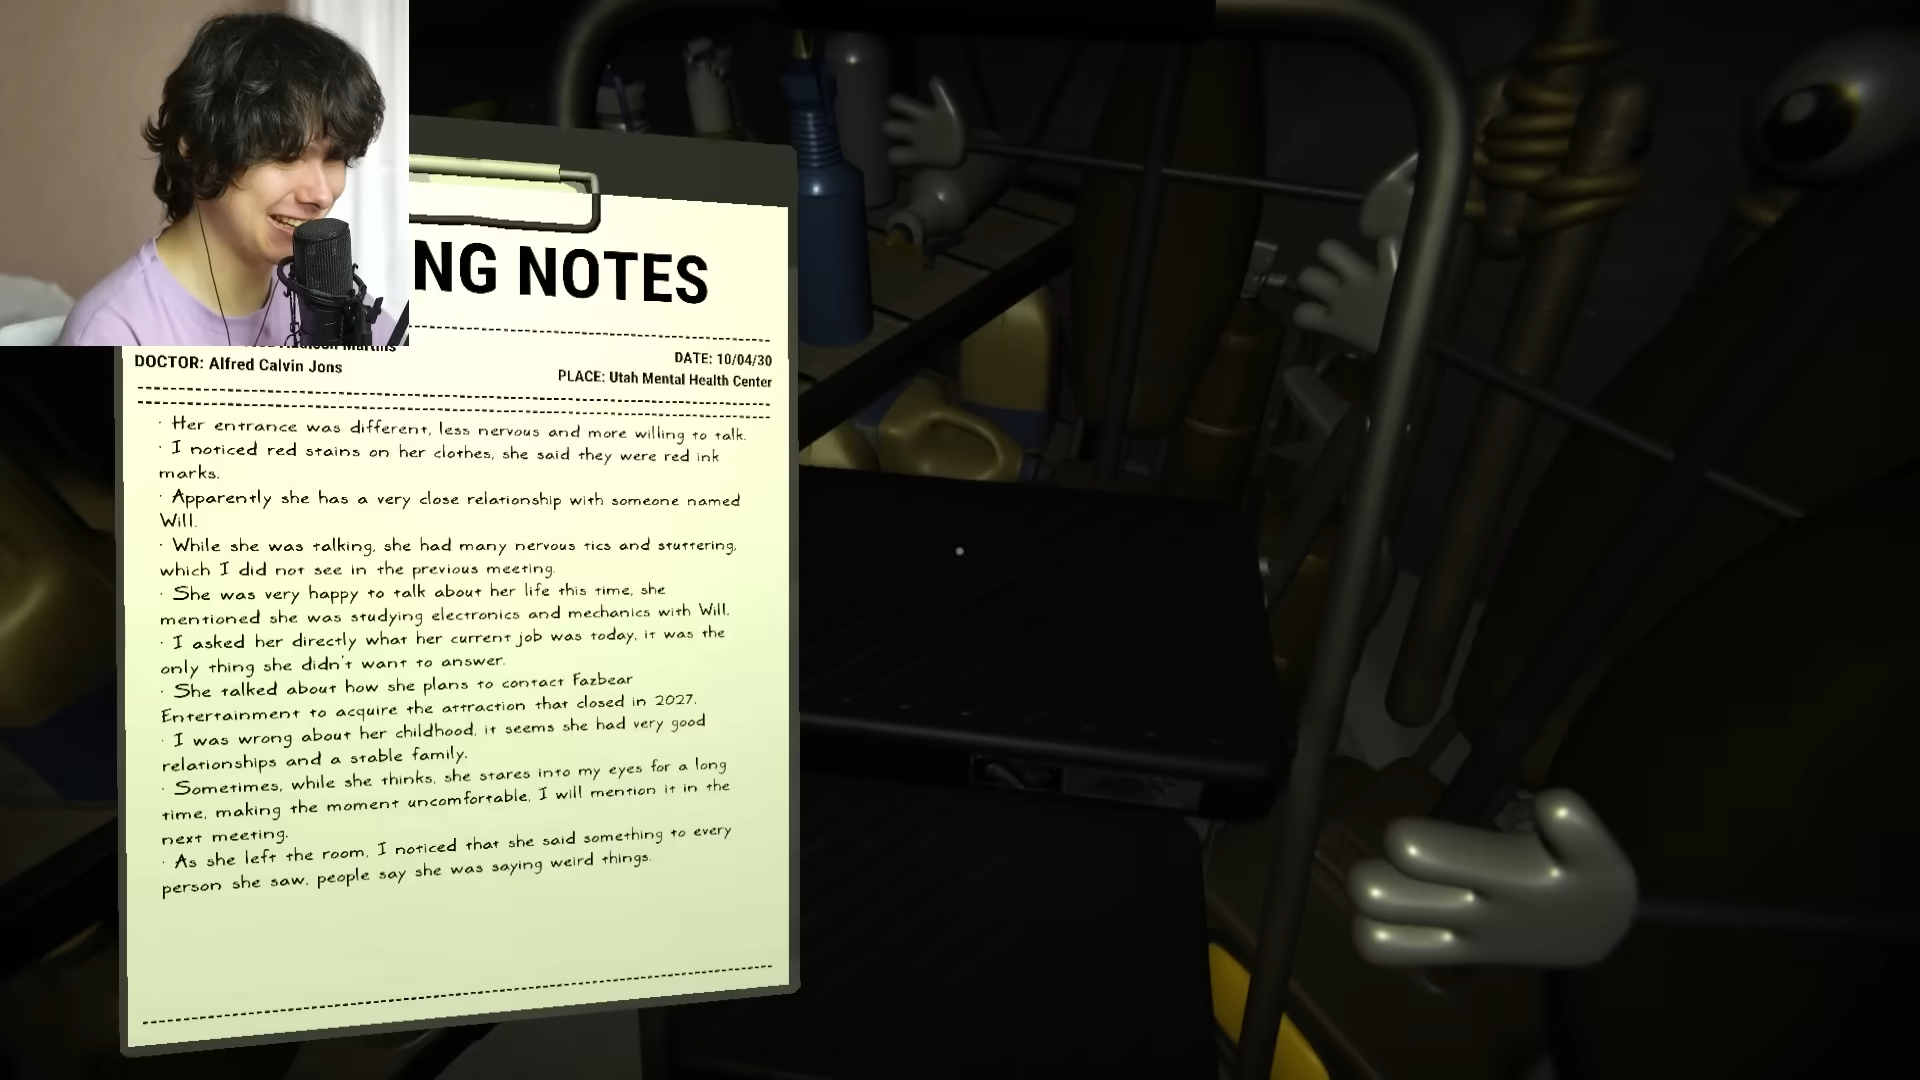 NG NOTES
DOCTOR: Alfred Calvin Jons
DATE: 10/04/30
PLACE: Utah Mental Health Center
· Her entrance was different, less nervous and more willing to talk.
· I noticed red stains on her clothes, she said they were red ink
marks.
· Apparently she has a very close relationship with someone named
Will.
· While she was talking, she had many nervous tics and stuttering,
which I did not see in the previous meeting.
· She was very happy to talk about her life this time, she
mentioned she was studying electronics and mechanics with Will.
· I asked her directly what her current job was today, it was the
only thing she didn't want to answer.
· She talked about how she plans to contact Fazbear
Entertainment to acquire the attraction that closed in 2027.
· I was wrong about her childhood, it seems she had very good
relationships and a stable family.
· Sometimes, while she thinks, she stares into my eyes for a long
time, making the moment uncomfortable, I will mention it in the
next meeting.
· As she left the room, I noticed that she said something to every
person she saw, people say she was saying weird things.